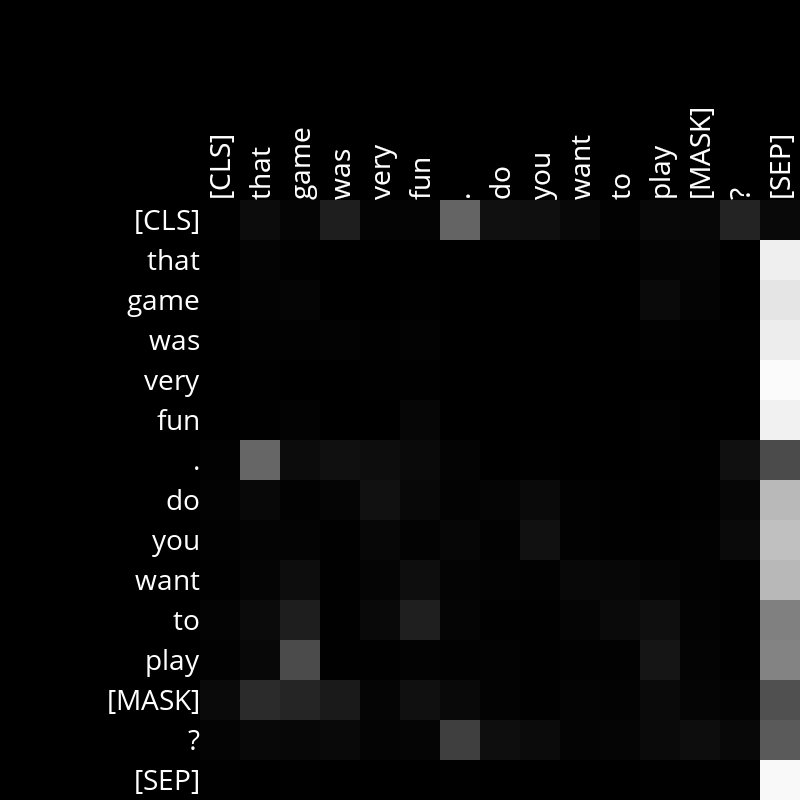 [CLS] that game was very fun . do you want to play [MASK] ? [SEP]
[CLS]
that
game
was
very
fun
.
do
you
want
to
play
[MASK]
?
[SEP]